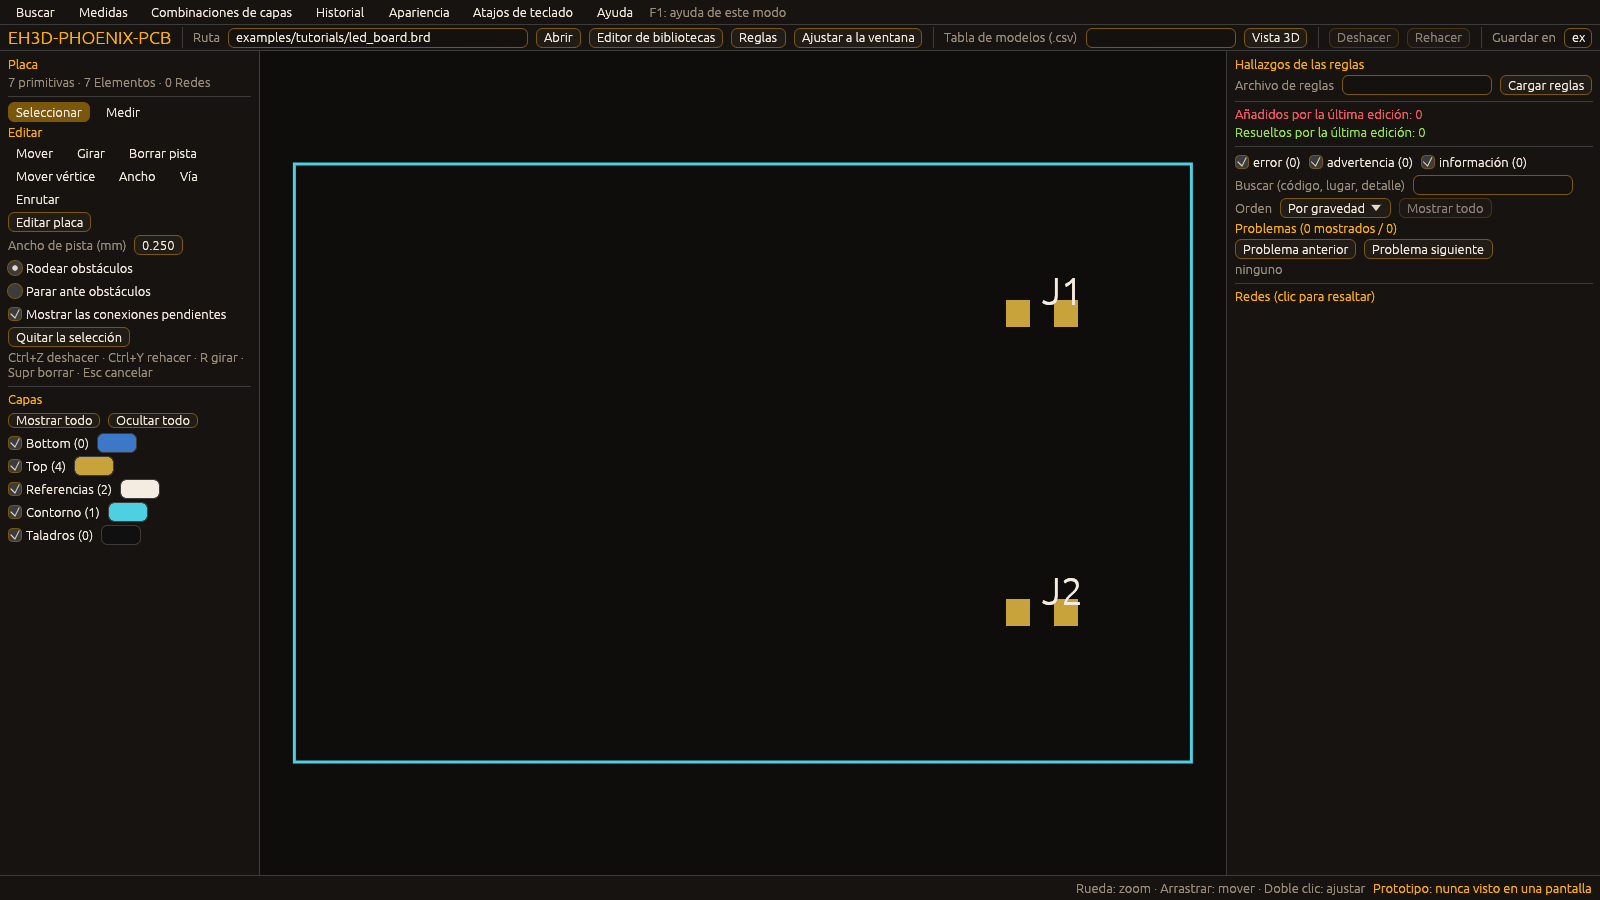 Buscar Medidas Combinaciones de capas Historial Apariencia Atajos de teclado Ayuda F1: ayuda de este modo
EH3D-PHOENIX-PCB Ruta examples/tutorials/led_board.brd Abrir Editor de bibliotecas Reglas Ajustar a la ventana Tabla de modelos (.csv) Vista 3D Deshacer Rehacer Guardar en ex
Placa
7 primitivas · 7 Elementos · 0 Redes
Seleccionar Medir
Editar
Mover Girar Borrar pista
Mover vértice Ancho Vía
Enrutar
Editar placa
Ancho de pista (mm) 0.250
Rodear obstáculos
Parar ante obstáculos
Mostrar las conexiones pendientes
Quitar la selección
Ctrl+Z deshacer · Ctrl+Y rehacer · R girar ·
Supr borrar · Esc cancelar
Capas
Mostrar todo Ocultar todo
Bottom (0)
Top (4)
Referencias (2)
Contorno (1)
Taladros (0)
J1
J2
Hallazgos de las reglas
Archivo de reglas Cargar reglas
Añadidos por la última edición: 0
Resueltos por la última edición: 0
error (0) advertencia (0) información (0)
Buscar (código, lugar, detalle)
Orden Por gravedad Mostrar todo
Problemas (0 mostrados / 0)
Problema anterior Problema siguiente
ninguno
Redes (clic para resaltar)
Rueda: zoom · Arrastrar: mover · Doble clic: ajustar Prototipo: nunca visto en una pantalla